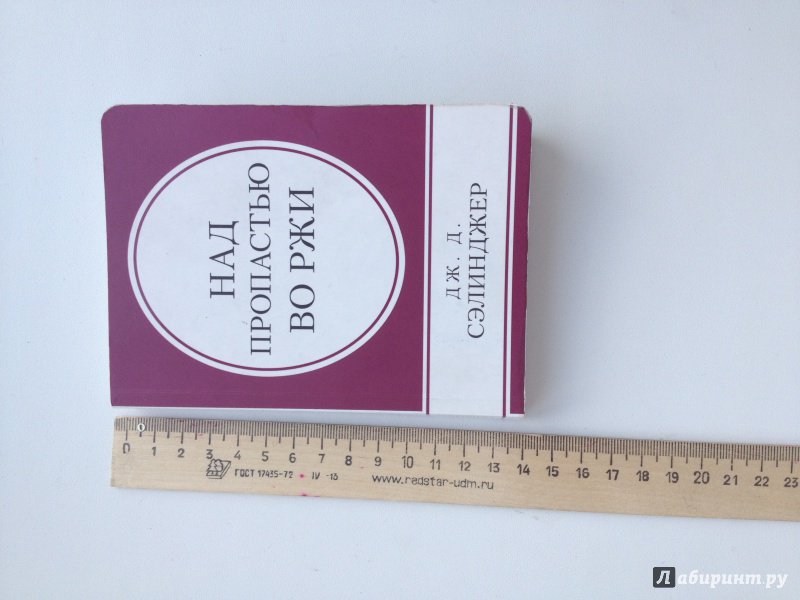 НАД
ПРОПАСТЬЮ
ВО РЖИ
ДЖ. Д.
СЭЛИНДЖЕР
0 1 2 3 4 5 6 7 8 9 10 11 12 13 14 15 16 17 18 19 20 21 22 23
ГОСТ 17435-72 IV -13
www.redstar-udm.ru
Лабиринт.ру